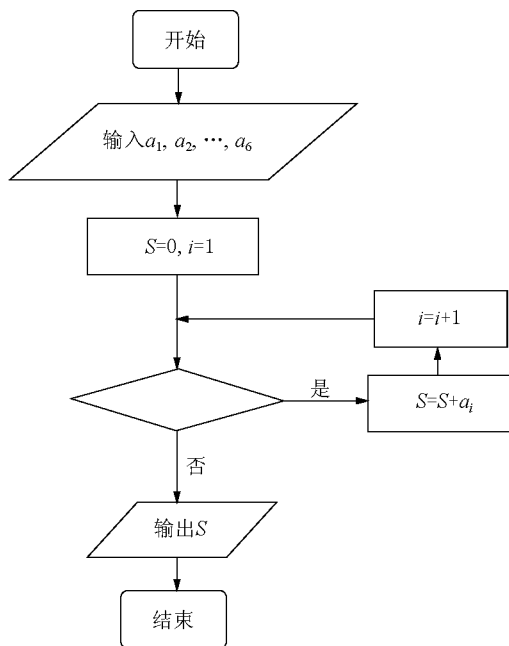 开始
输入a₁, a₂, ⋯, a₆
S=0, i=1
i=i+1
是
S=S+aᵢ
否
输出S
结束